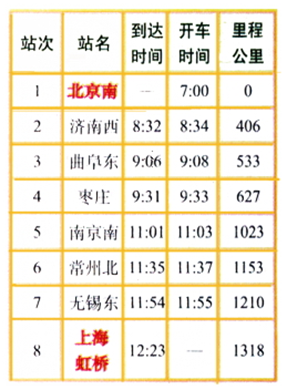 站次 站名 到达时间 开车时间 里程公里
1 北京南 — 7:00 0
2 济南西 8:32 8:34 406
3 曲阜东 9:06 9:08 533
4 枣庄 9:31 9:33 627
5 南京南 11:01 11:03 1023
6 常州北 11:35 11:37 1153
7 无锡东 11:54 11:55 1210
8 上海虹桥 12:23 — 1318